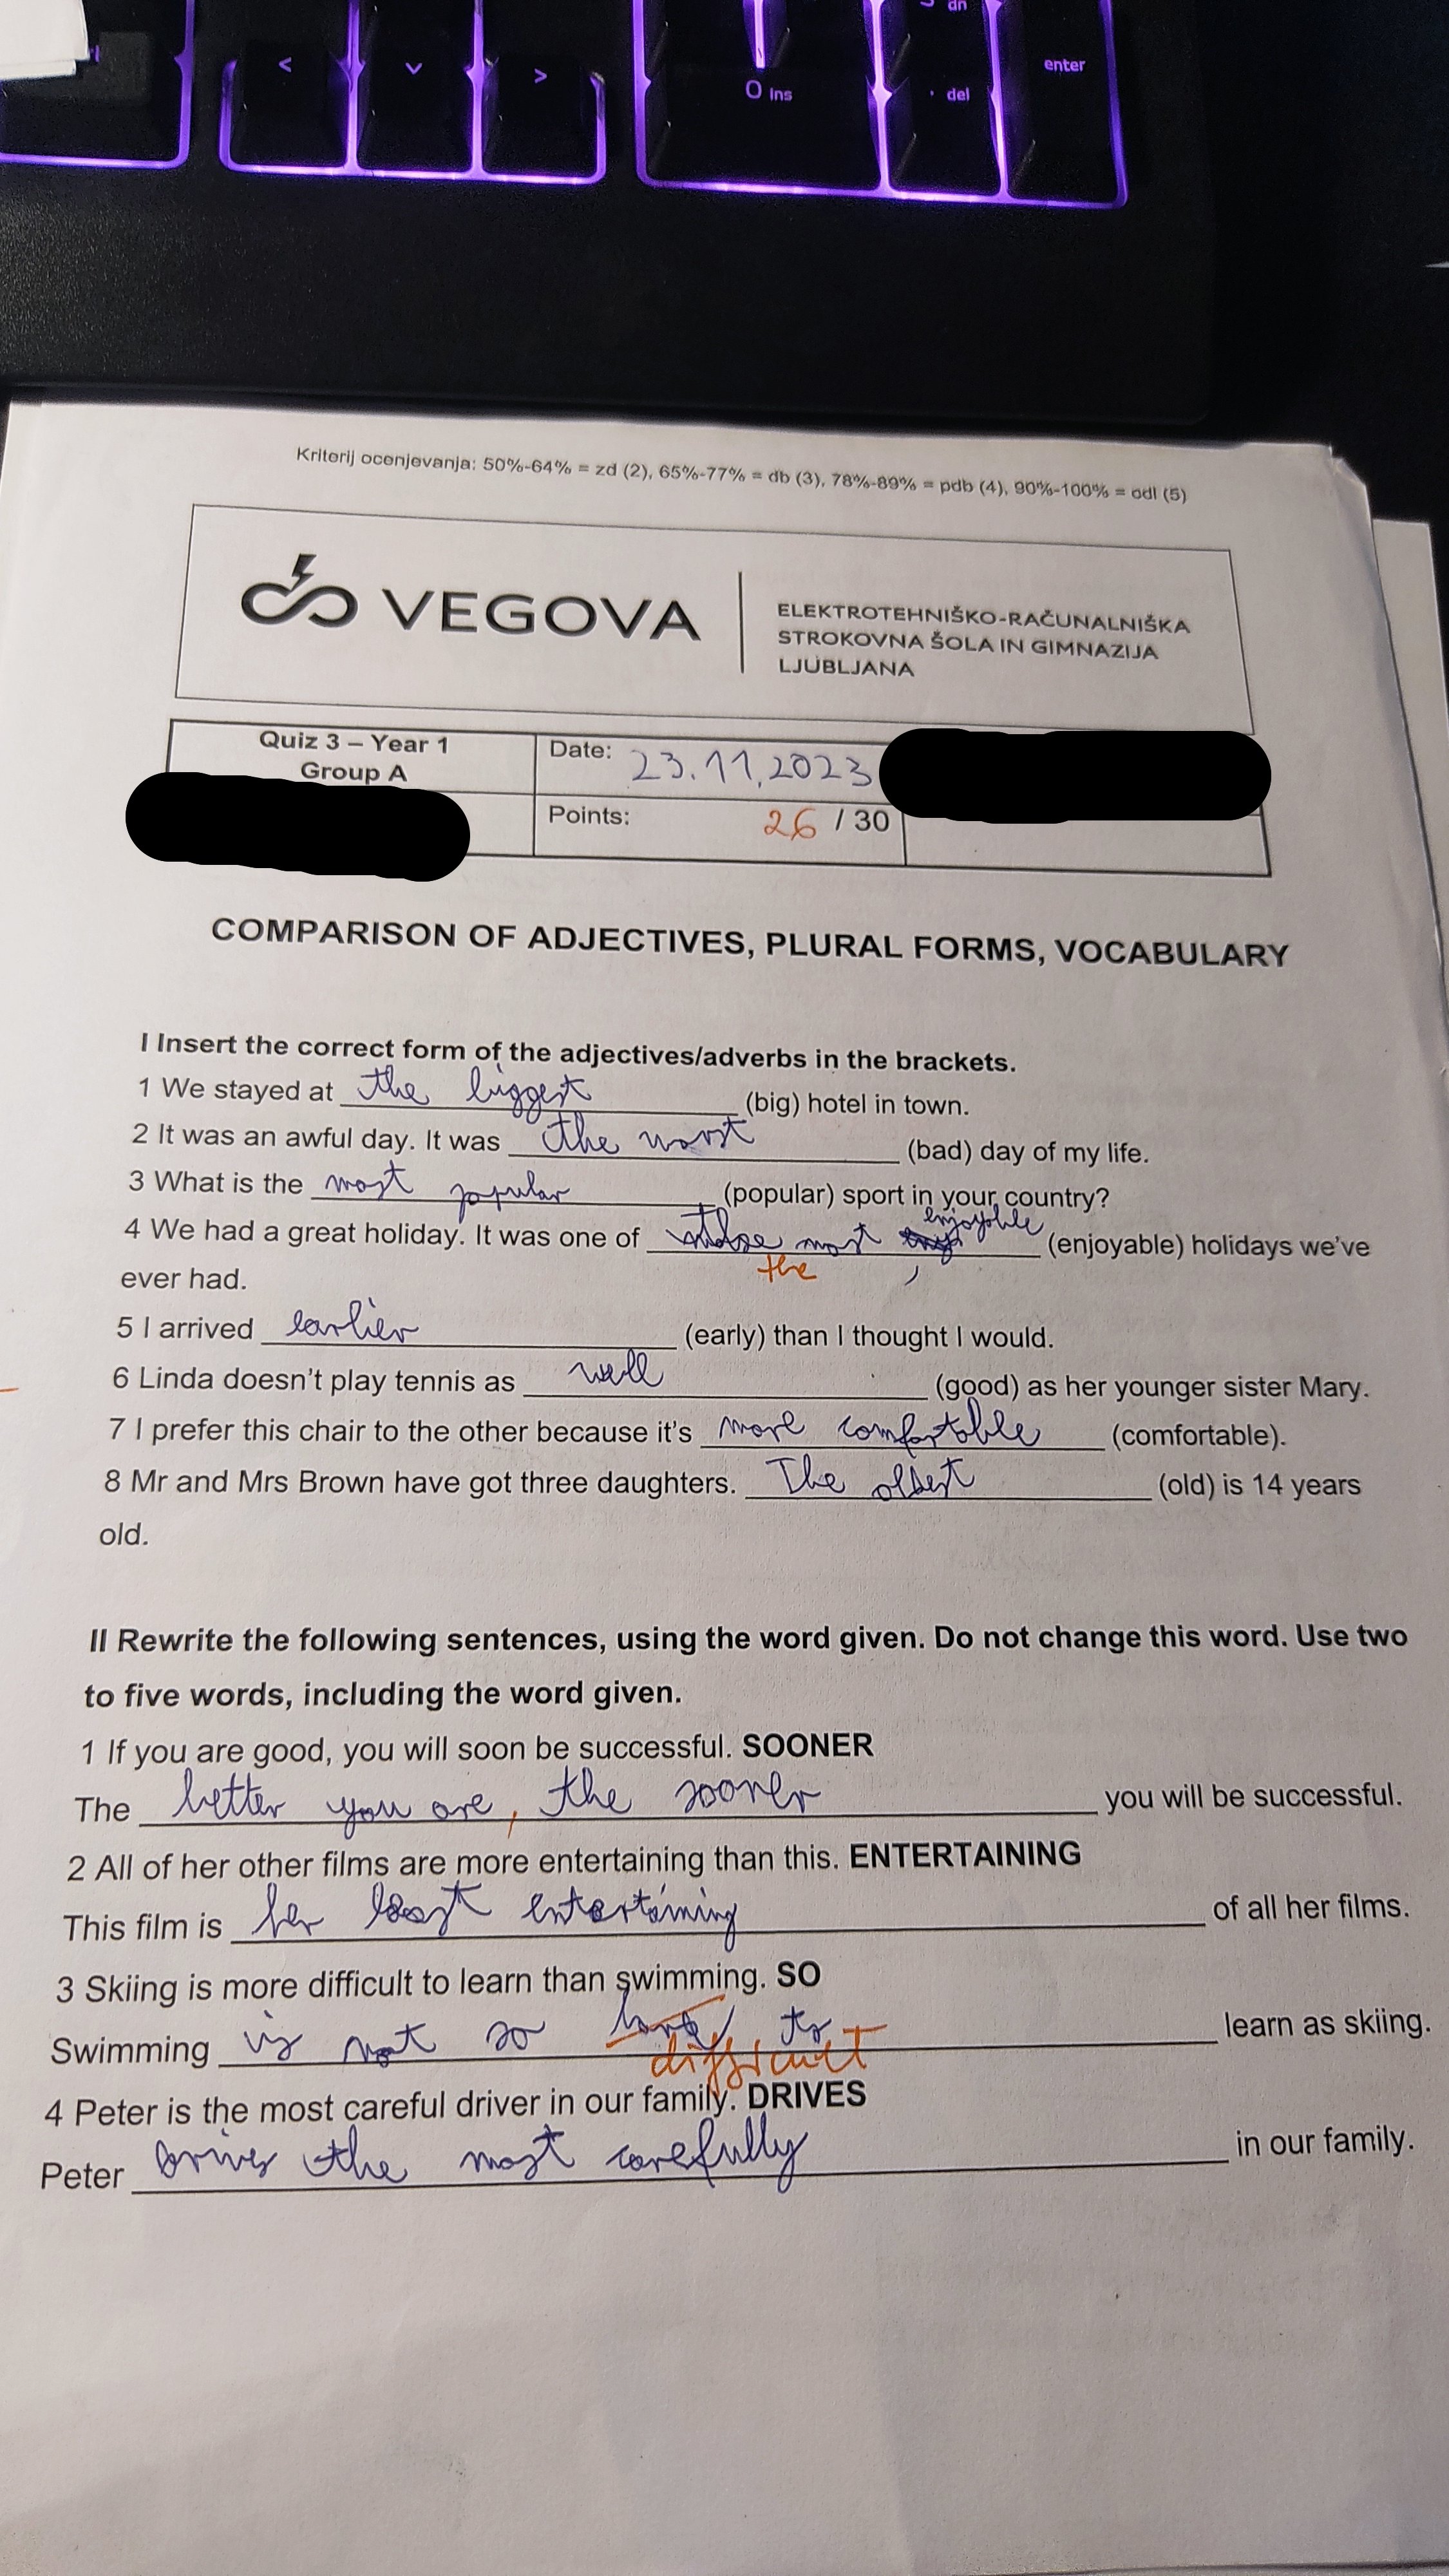 < ∨ > 0 Ins . del enter
dn
Kriterij ocenjevanja: 50%-64% = zd (2), 65%-77% = db (3), 78%-89% = pdb (4), 90%-100% = odl (5)
VEGOVA
ELEKTROTEHNIŠKO-RAČUNALNIŠKA
STROKOVNA ŠOLA IN GIMNAZIJA
LJUBLJANA
Quiz 3 – Year 1
Group A
Date: 23.11.2023
Points: 26 / 30
COMPARISON OF ADJECTIVES, PLURAL FORMS, VOCABULARY
I Insert the correct form of the adjectives/adverbs in the brackets.
1 We stayed at the biggest (big) hotel in town.
2 It was an awful day. It was the worst (bad) day of my life.
3 What is the most popular (popular) sport in your country?
enjoyable
4 We had a great holiday. It was one of those most (enjoyable) holidays we've
the
ever had.
5 I arrived earlier (early) than I thought I would.
6 Linda doesn't play tennis as well (good) as her younger sister Mary.
7 I prefer this chair to the other because it's more comfortable (comfortable).
8 Mr and Mrs Brown have got three daughters. The oldest (old) is 14 years
old.
II Rewrite the following sentences, using the word given. Do not change this word. Use two
to five words, including the word given.
1 If you are good, you will soon be successful. SOONER
The better you are, the sooner you will be successful.
2 All of her other films are more entertaining than this. ENTERTAINING
This film is her least entertaining of all her films.
3 Skiing is more difficult to learn than swimming. SO
Swimming is not so hard to learn as skiing.
difficult
4 Peter is the most careful driver in our family. DRIVES
Peter drives the most carefully in our family.